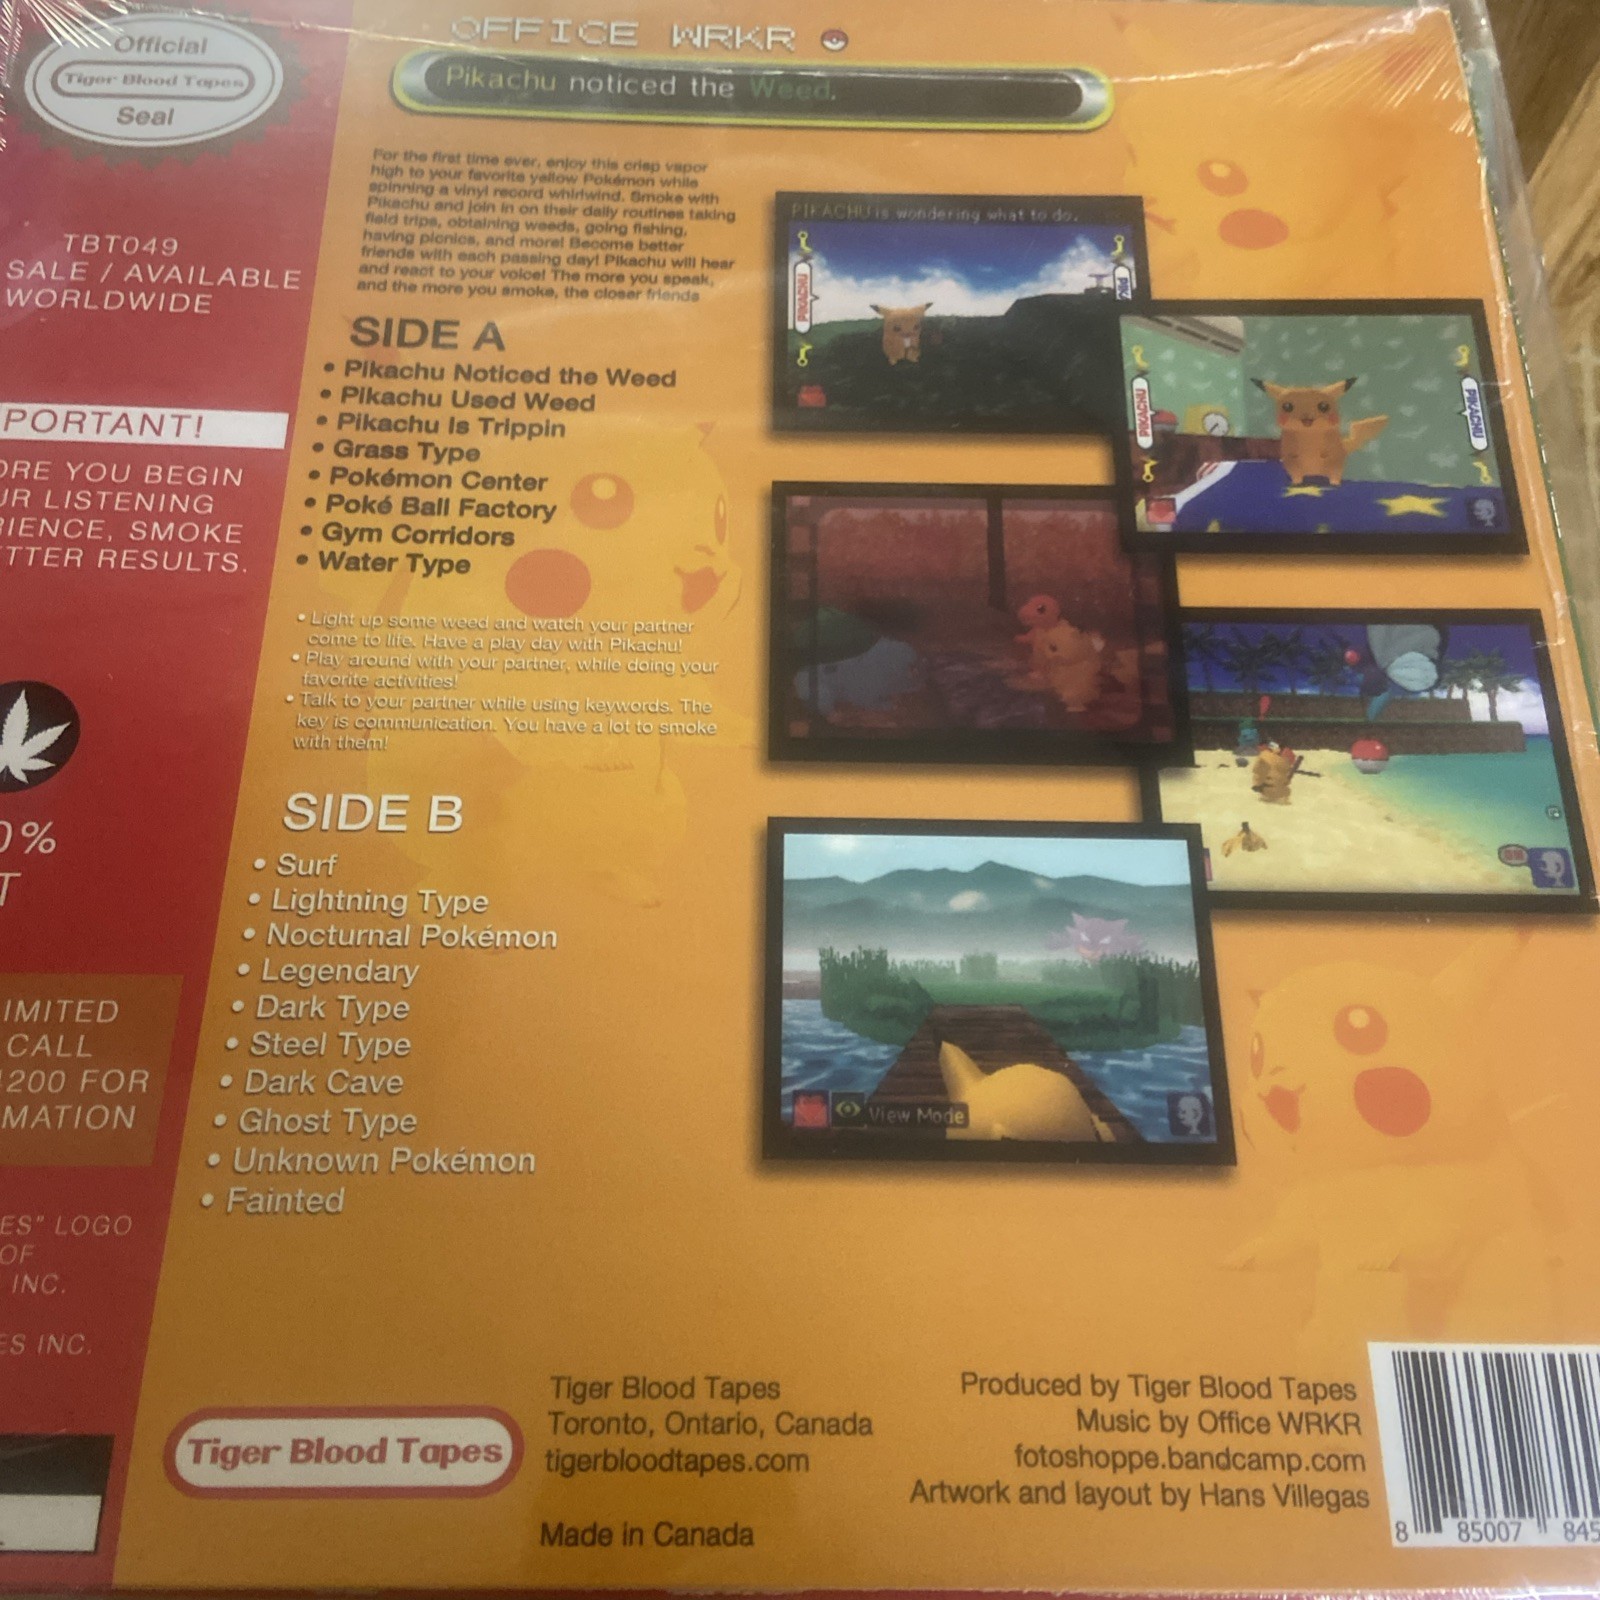 Official
Tiger Blood Tapes
Seal
TBT049
SALE / AVAILABLE
WORLDWIDE
PORTANT!
ORE YOU BEGIN
UR LISTENING
RIENCE, SMOKE
TTER RESULTS.
0%
T
IMITED
CALL
4200 FOR
MATION
ES" LOGO
OF
INC.
ES INC.
OFFICE WRKR
Pikachu noticed the Weed.
For the first time ever, enjoy this crisp vapor
high to your favorite yellow Pokémon while
spinning a vinyl record whirlwind. Smoke with
Pikachu and join in on their daily routines taking
field trips, obtaining weeds, going fishing,
having picnics, and more! Become better
friends with each passing day! Pikachu will hear
and react to your voice! The more you speak,
and the more you smoke, the closer friends
SIDE A
• Pikachu Noticed the Weed
• Pikachu Used Weed
• Pikachu Is Trippin
• Grass Type
• Pokémon Center
• Poké Ball Factory
• Gym Corridors
• Water Type
• Light up some weed and watch your partner
come to life. Have a play day with Pikachu!
• Play around with your partner, while doing your
favorite activities!
• Talk to your partner while using keywords. The
key is communication. You have a lot to smoke
with them!
SIDE B
• Surf
• Lightning Type
• Nocturnal Pokémon
• Legendary
• Dark Type
• Steel Type
• Dark Cave
• Ghost Type
• Unknown Pokémon
• Fainted
PIKACHU is wondering what to do.
PIKACHU
PIK
PIKACHU
PIKACHU
View Mode
Tiger Blood Tapes
Tiger Blood Tapes
Toronto, Ontario, Canada
tigerbloodtapes.com
Made in Canada
Produced by Tiger Blood Tapes
Music by Office WRKR
fotoshoppe.bandcamp.com
Artwork and layout by Hans Villegas
8 85007 845